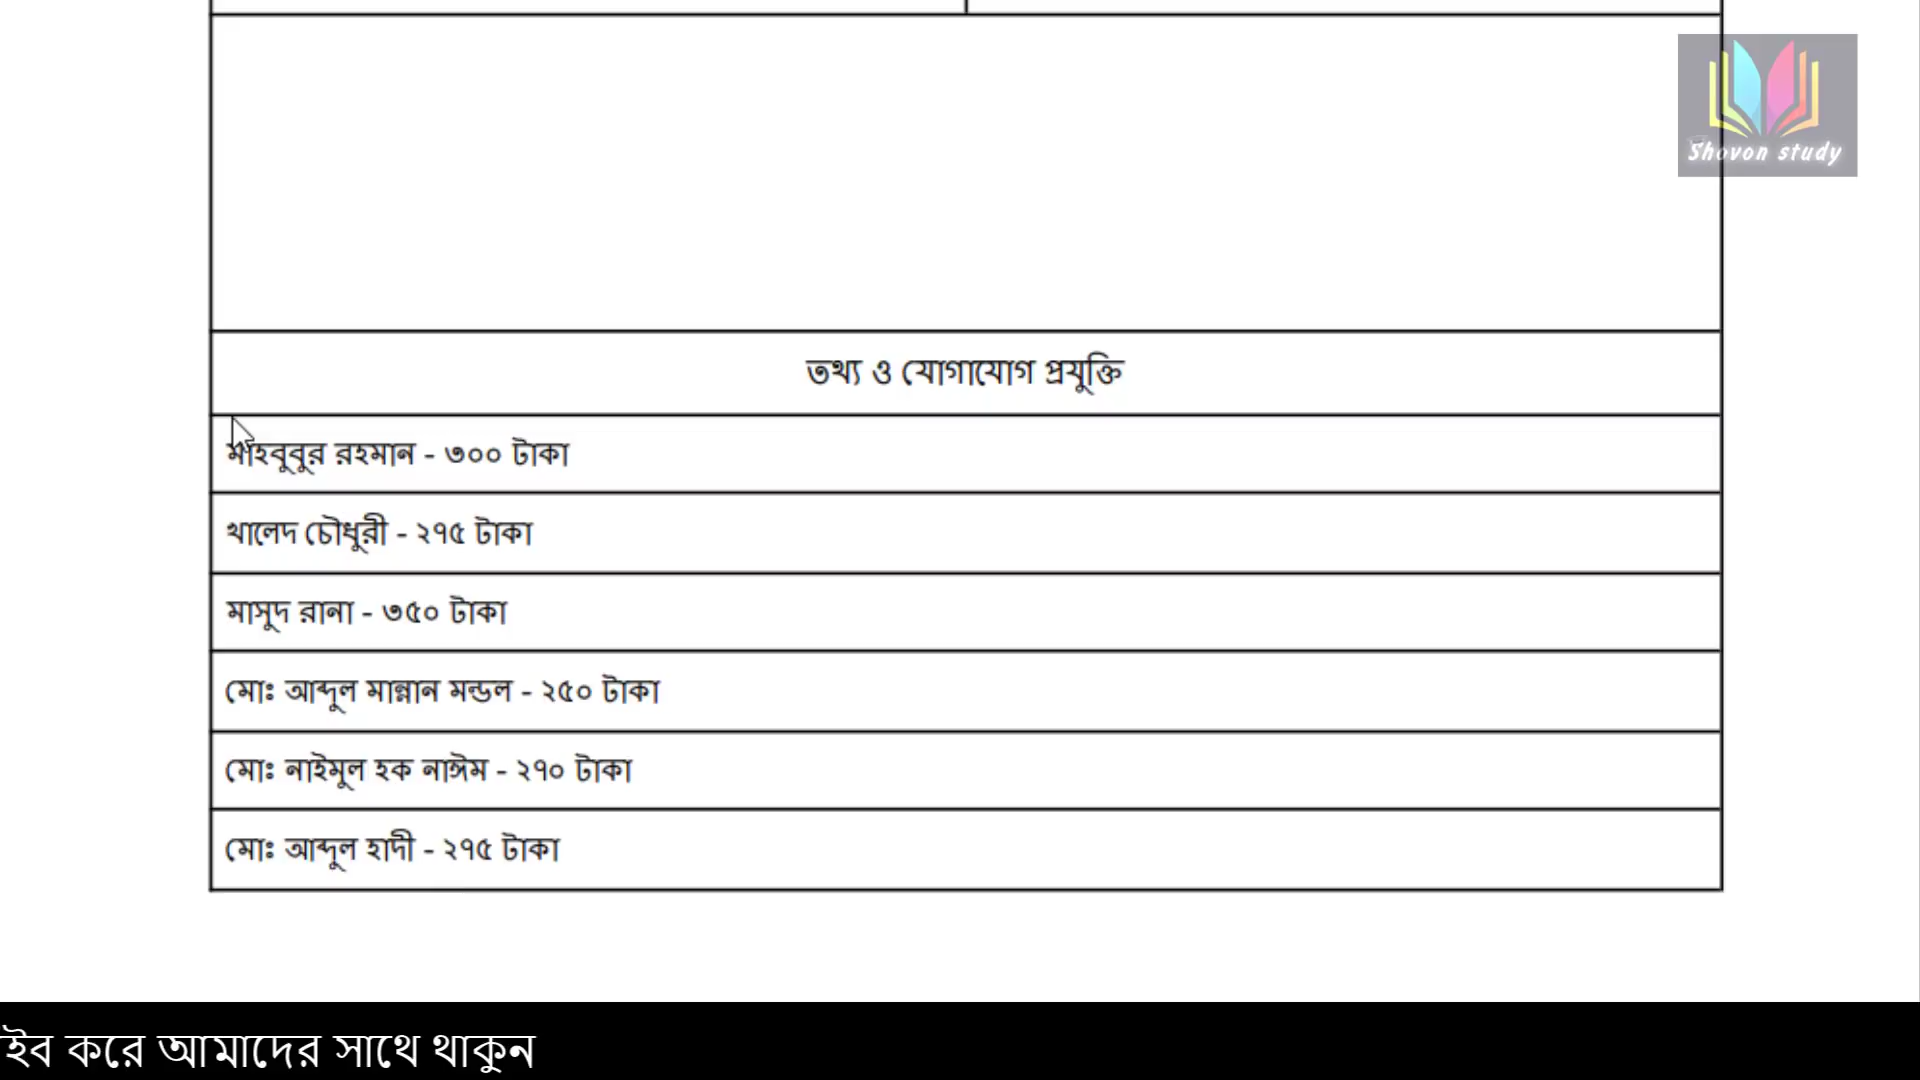 Shovon study
তথ্য ও যোগাযোগ প্রযুক্তি
মাহবুবুর রহমান - ৩০০ টাকা
খালেদ চৌধুরী - ২৭৫ টাকা
মাসুদ রানা - ৩৫০ টাকা
মোঃ আব্দুল মান্নান মন্ডল - ২৫০ টাকা
মোঃ নাইমুল হক নাঈম - ২৭০ টাকা
মোঃ আব্দুল হাদী - ২৭৫ টাকা
ইব করে আমাদের সাথে থাকুন